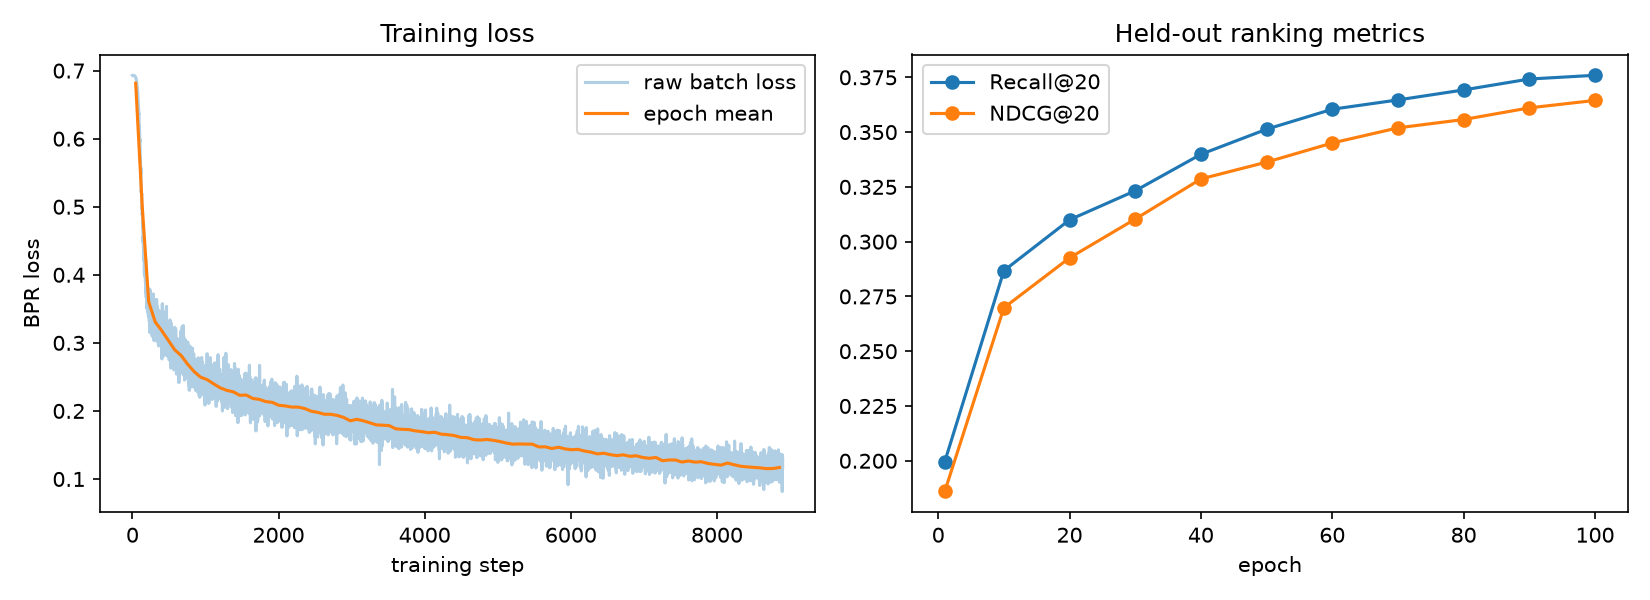 Training loss
BPR loss
0.7
0.6
0.5
0.4
0.3
0.2
0.1
raw batch loss
epoch mean
0
2000
4000
6000
8000
training step
Held-out ranking metrics
0.375
0.350
0.325
0.300
0.275
0.250
0.225
0.200
Recall@20
NDCG@20
0
20
40
60
80
100
epoch